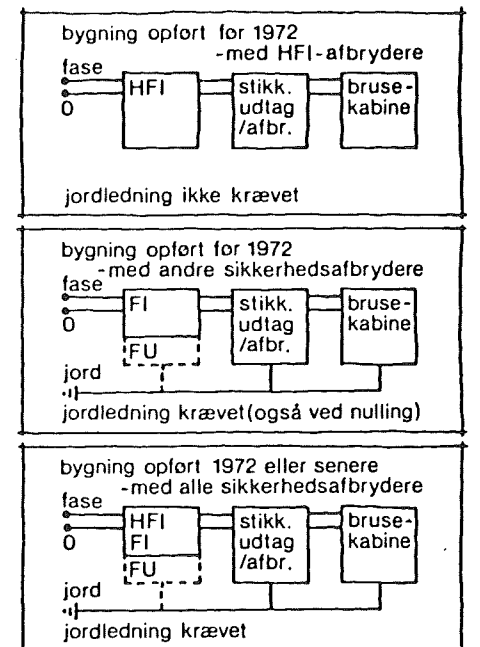 bygning opført før 1972
-med HFI-afbrydere
fase
0
HFI
stikk.
udtag
/afbr.
bruse-
kabine
jordledning ikke krævet
bygning opført før 1972
-med andre sikkerhedsafbrydere
fase
0
FI
FU
stikk.
udtag
/afbr.
bruse-
kabine
jord
jordledning krævet(også ved nulling)
bygning opført 1972 eller senere
-med alle sikkerhedsafbrydere
fase
0
HFI
FI
FU
stikk.
udtag
/afbr.
bruse-
kabine
jord
jordledning krævet